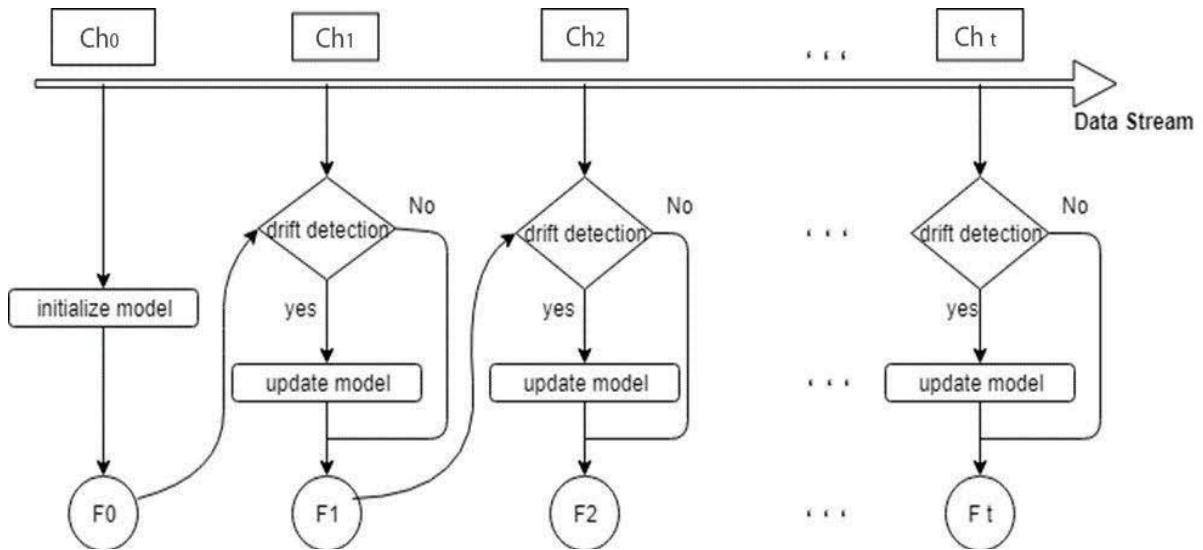 Ch0
Ch1
Ch2
‘ ‘ ‘
Ch t
Data Stream
No
No
No
drift detection
drift detection
‘ ‘ ‘
drift detection
initialize model
yes
yes
yes
update model
update model
‘ ‘ ‘
update model
F0
F1
F2
‘ ‘ ‘
F t